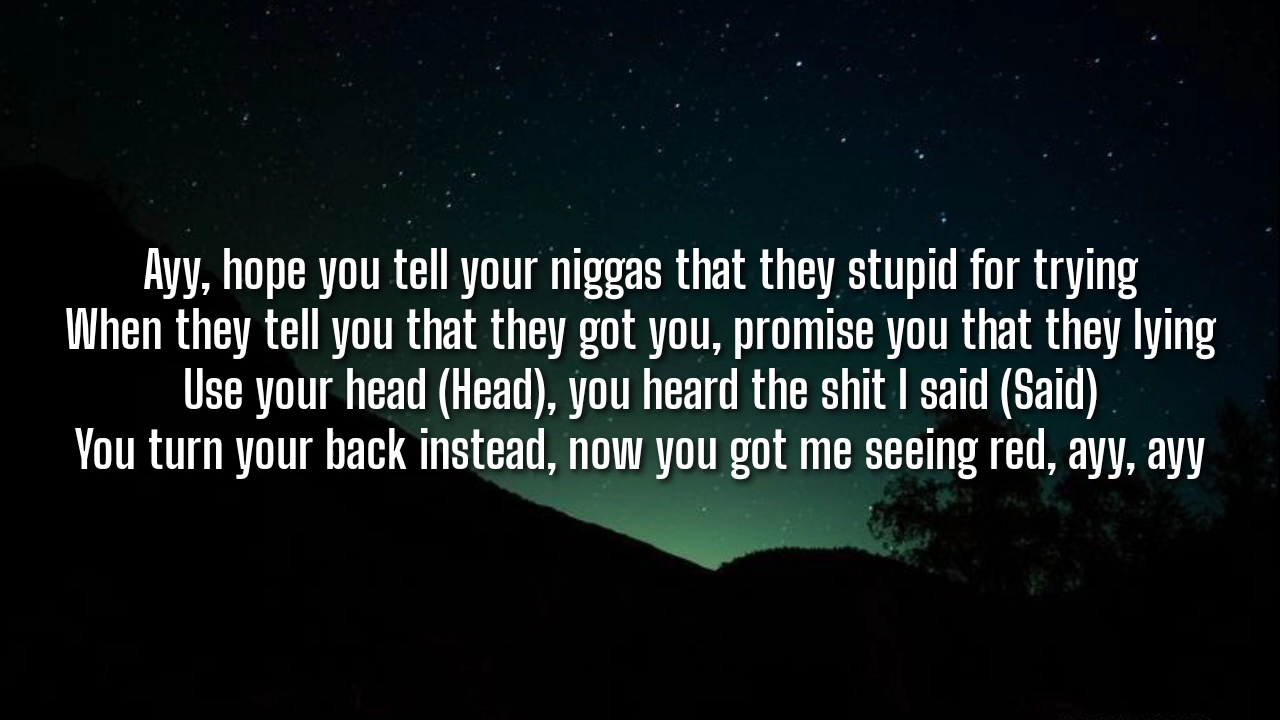 Ayy, hope you tell your niggas that they stupid for trying
When they tell you that they got you, promise you that they lying
Use your head (Head), you heard the shit I said (Said)
You turn your back instead, now you got me seeing red, ayy, ayy